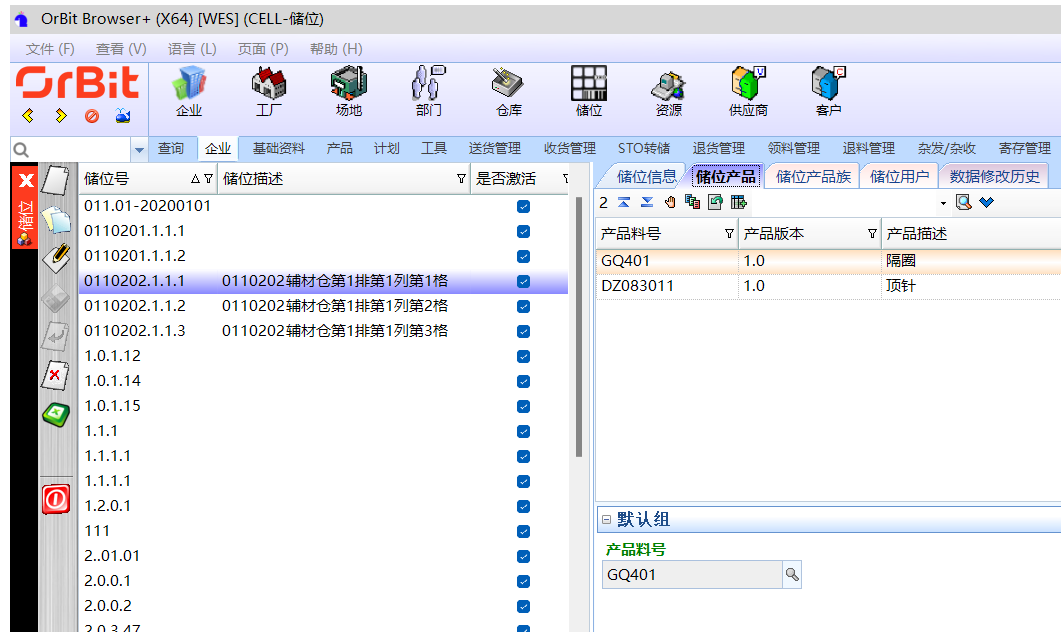 OrBit Browser+ (X64) [WES] (CELL-储位)
文件 (F) 查看 (V) 语言 (L) 页面 (P) 帮助 (H)
OrBit
企业 工厂 场地 部门 仓库 储位 资源 供应商 客户
查询 企业 基础资料 产品 计划 工具 送货管理 收货管理 STO转储 退货管理 领料管理 退料管理 杂发/杂收 寄存管理
储位
储位号 储位描述 是否激活
011.01-20200101
0110201.1.1.1
0110201.1.1.2
0110202.1.1.1 0110202辅材仓第1排第1列第1格
0110202.1.1.2 0110202辅材仓第1排第1列第2格
0110202.1.1.3 0110202辅材仓第1排第1列第3格
1.0.1.12
1.0.1.14
1.0.1.15
1.1.1
1.1.1.1
1.1.1.1
1.2.0.1
111
2..01.01
2.0.0.1
2.0.0.2
2.0.3.47
储位信息 储位产品 储位产品族 储位用户 数据修改历史
2
产品料号 产品版本 产品描述
GQ401 1.0 隔圈
DZ083011 1.0 顶针
默认组
产品料号
GQ401